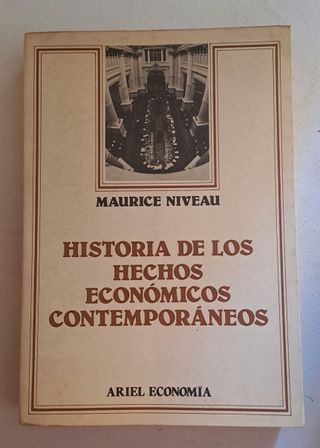 MAURICE NIVEAU
HISTORIA DE LOS
HECHOS
ECONÓMICOS
CONTEMPORÁNEOS
ARIEL ECONOMÍA